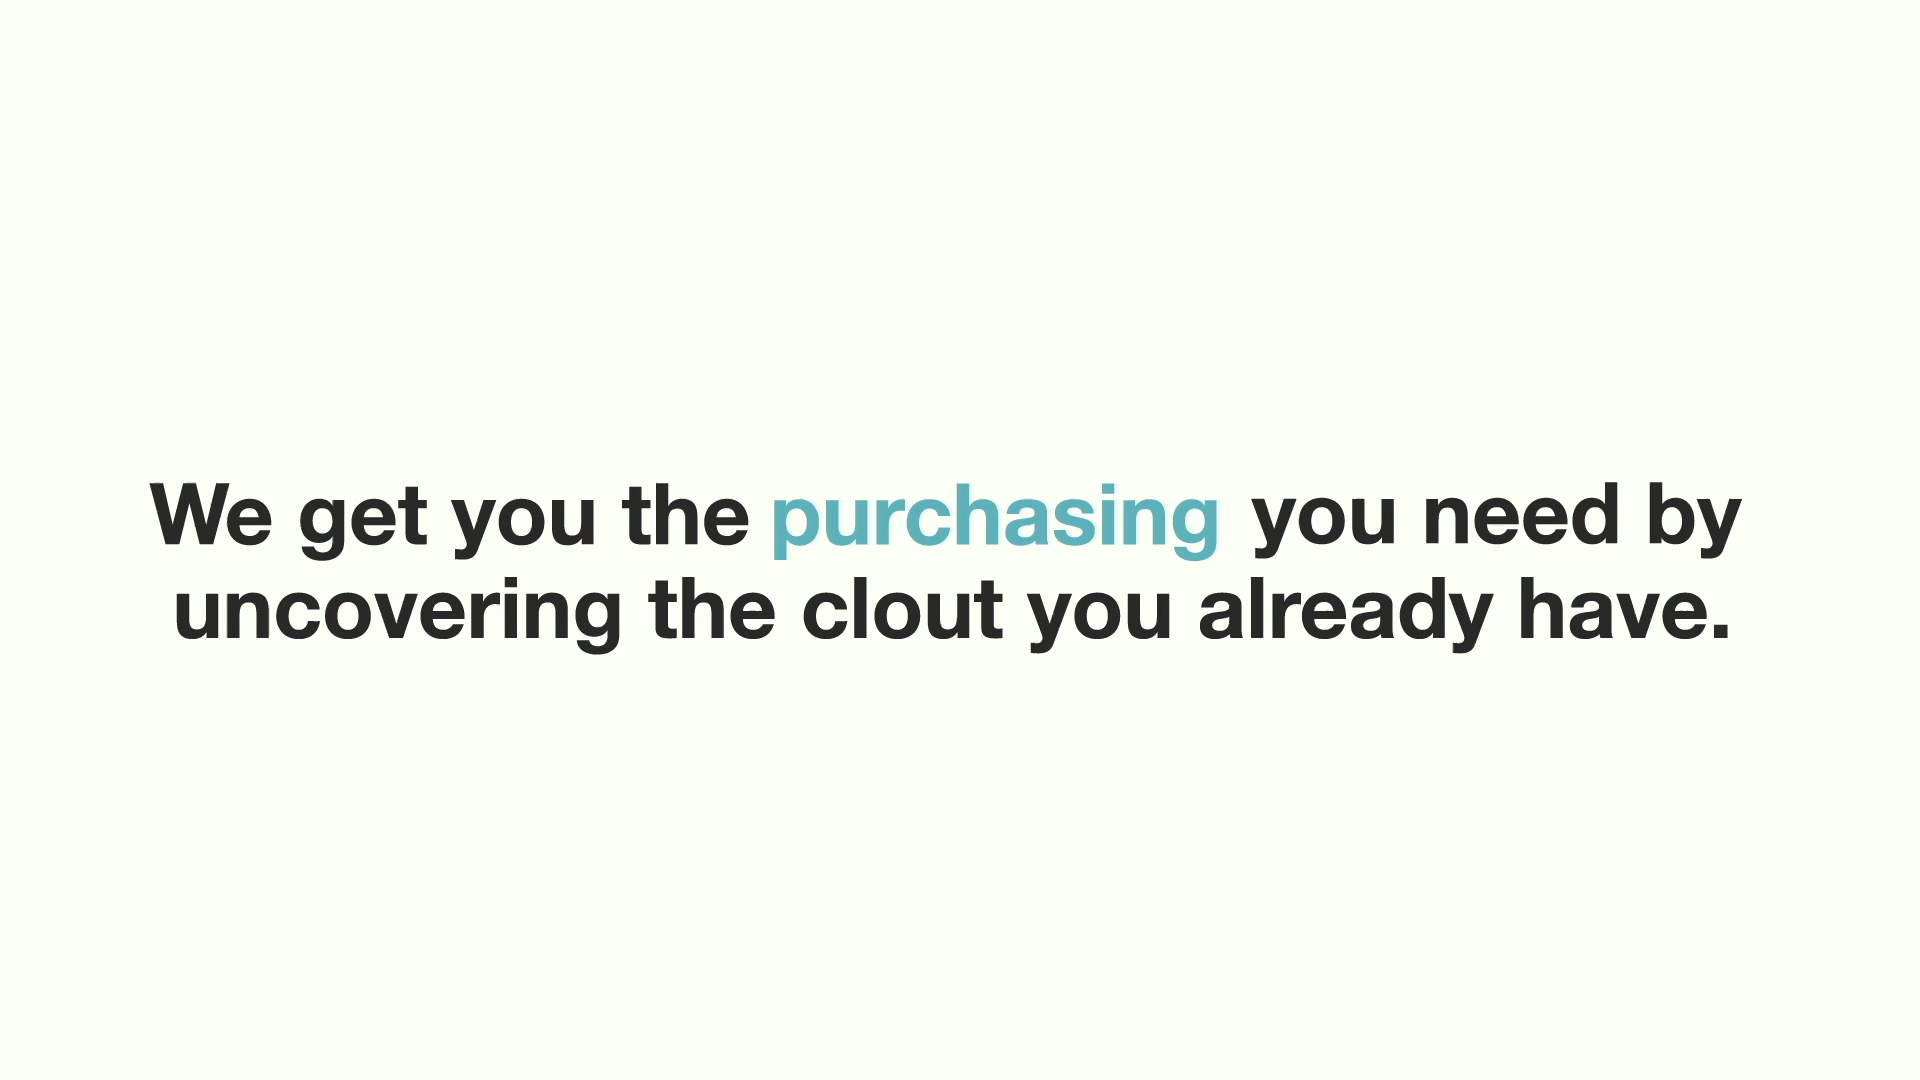 We get you the purchasing you need by
uncovering the clout you already have.